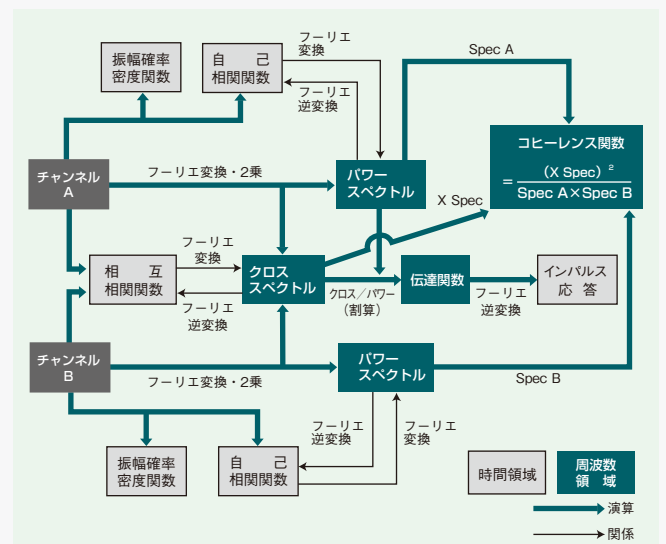 振幅確率
密度関数
自 己
相関関数
フーリエ
変換
フーリエ
逆変換
Spec A
コヒーレンス関数
= (X Spec)² / Spec A×Spec B
チャンネル
A
フーリエ変換・2乗
パワー
スペクトル
X Spec
相 互
相関関数
フーリエ
変換
フーリエ
逆変換
クロス
スペクトル
クロス/パワー
(割算)
伝達関数
フーリエ
逆変換
インパルス
応 答
チャンネル
B
フーリエ変換・2乗
パワー
スペクトル
Spec B
フーリエ
逆変換
フーリエ
変換
振幅確率
密度関数
自 己
相関関数
時間領域
周波数
領 域
演算
関係